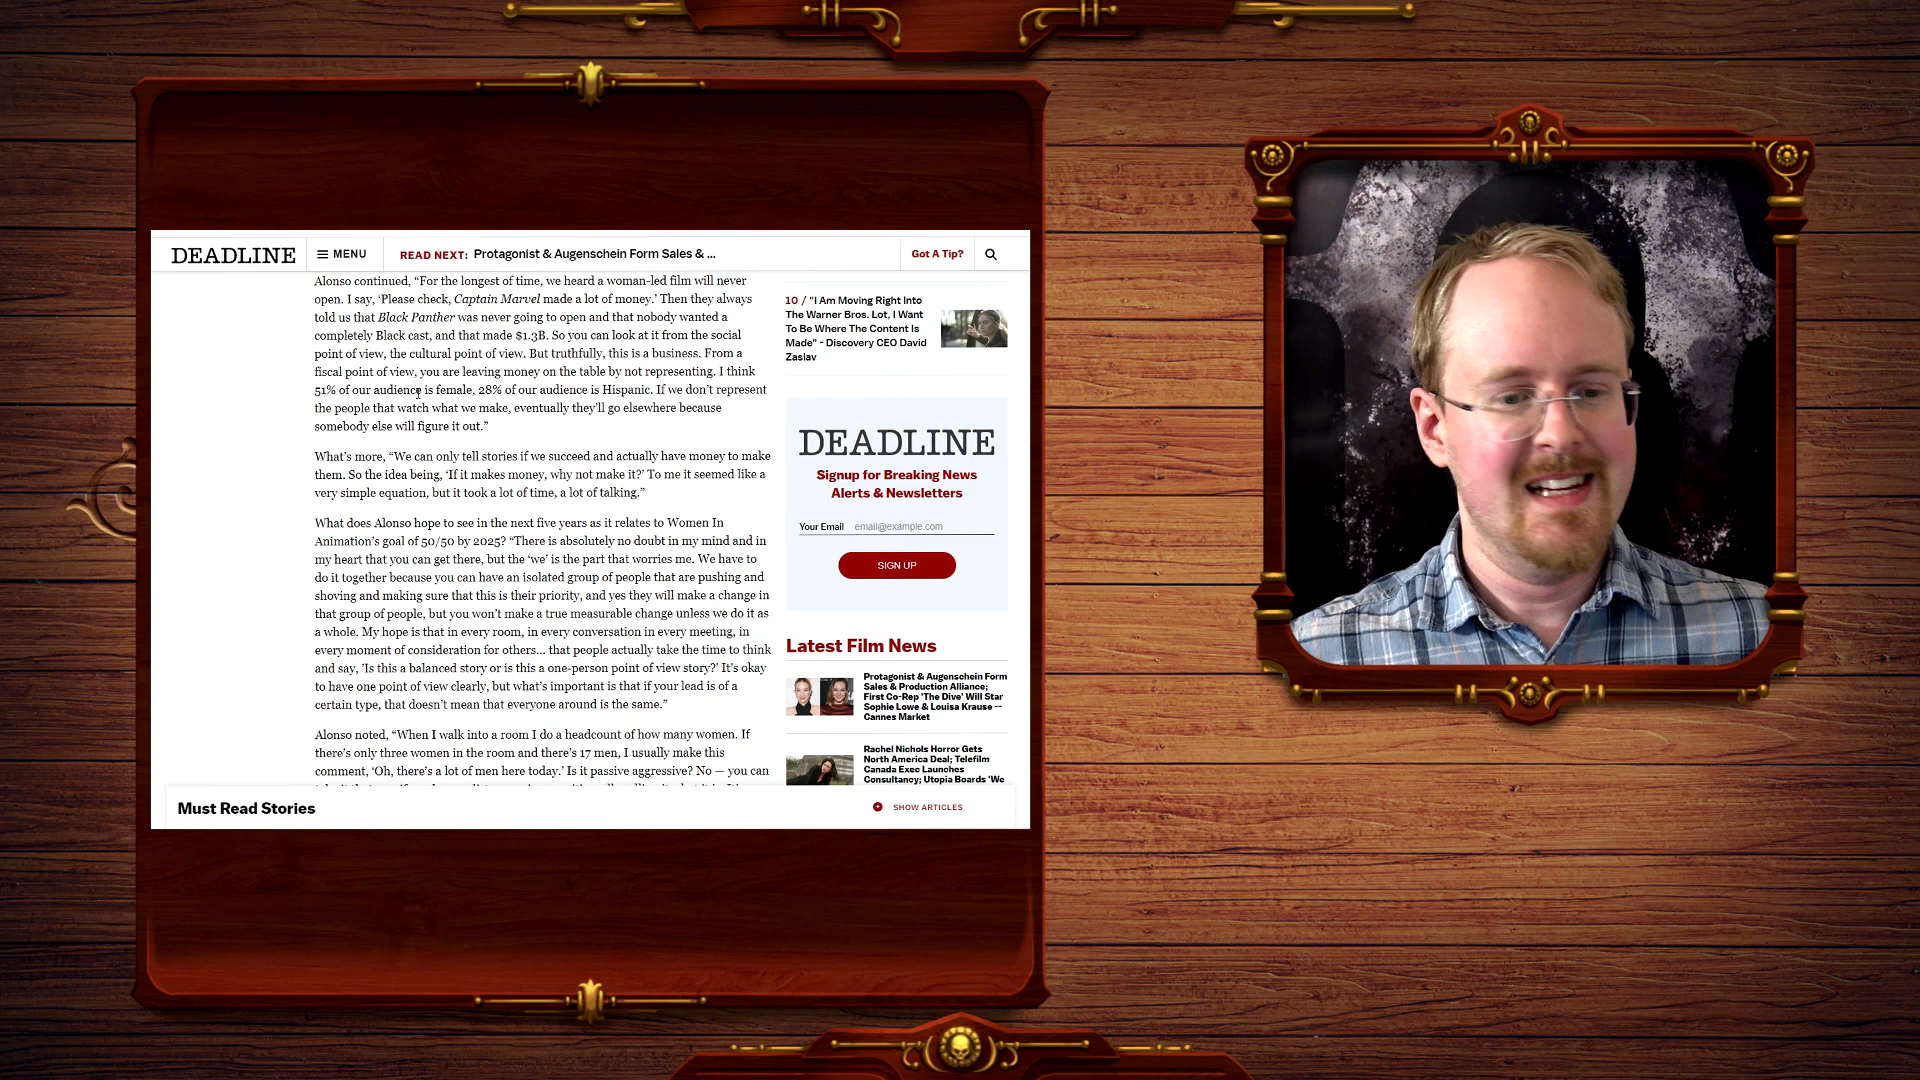 DEADLINE
MENU
READ NEXT: Protagonist & Augenschein Form Sales & ...
Got A Tip?
Alonso continued, “For the longest of time, we heard a woman-led film will never
open. I say, ‘Please check, Captain Marvel made a lot of money.’ Then they always
told us that Black Panther was never going to open and that nobody wanted a
completely Black cast, and that made $1.3B. So you can look at it from the social
point of view, the cultural point of view. But truthfully, this is a business. From a
fiscal point of view, you are leaving money on the table by not representing. I think
51% of our audience is female, 28% of our audience is Hispanic. If we don’t represent
the people that watch what we make, eventually they’ll go elsewhere because
somebody else will figure it out.”
What’s more, “We can only tell stories if we succeed and actually have money to make
them. So the idea being, ‘If it makes money, why not make it?’ To me it seemed like a
very simple equation, but it took a lot of time, a lot of talking.”
What does Alonso hope to see in the next five years as it relates to Women In
Animation’s goal of 50/50 by 2025? “There is absolutely no doubt in my mind and in
my heart that you can get there, but the ‘we’ is the part that worries me. We have to
do it together because you can have an isolated group of people that are pushing and
shoving and making sure that this is their priority, and yes they will make a change in
that group of people, but you won’t make a true measurable change unless we do it as
a whole. My hope is that in every room, in every conversation in every meeting, in
every moment of consideration for others… that people actually take the time to think
and say, ’Is this a balanced story or is this a one-person point of view story?’ It’s okay
to have one point of view clearly, but what’s important is that if your lead is of a
certain type, that doesn’t mean that everyone around is the same.”
Alonso noted, “When I walk into a room I do a headcount of how many women. If
there’s only three women in the room and there’s 17 men, I usually make this
comment, ‘Oh, there’s a lot of men here today.’ Is it passive aggressive? No — you can
10 / "I Am Moving Right Into
The Warner Bros. Lot, I Want
To Be Where The Content Is
Made" - Discovery CEO David
Zaslav
DEADLINE
Signup for Breaking News
Alerts & Newsletters
Your Email email@example.com
SIGN UP
Latest Film News
Protagonist & Augenschein Form
Sales & Production Alliance;
First Co-Rep 'The Dive' Will Star
Sophie Lowe & Louisa Krause --
Cannes Market
Rachel Nichols Horror Gets
North America Deal; Telefilm
Canada Exec Launches
Consultancy; Utopia Boards 'We
Must Read Stories
SHOW ARTICLES